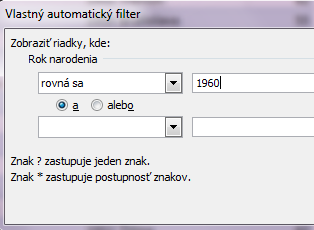 Vlastný automatický filter
Zobraziť riadky, kde:
Rok narodenia
rovná sa 1960
a alebo
Znak ? zastupuje jeden znak.
Znak * zastupuje postupnosť znakov.